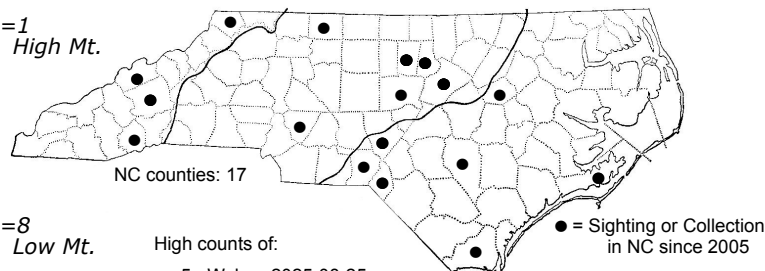 =1
High Mt.
NC counties: 17
=8
Low Mt.
High counts of:
● = Sighting or Collection
in NC since 2005